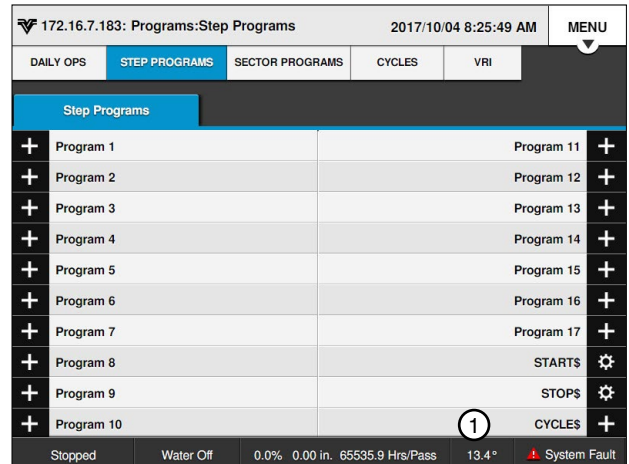 172.16.7.183: Programs:Step Programs 2017/10/04 8:25:49 AM MENU
DAILY OPS STEP PROGRAMS SECTOR PROGRAMS CYCLES VRI
Step Programs
Program 1 Program 11
Program 2 Program 12
Program 3 Program 13
Program 4 Program 14
Program 5 Program 15
Program 6 Program 16
Program 7 Program 17
Program 8 START$
Program 9 STOP$
Program 10 1 CYCLE$
Stopped Water Off 0.0% 0.00 in. 65535.9 Hrs/Pass 13.4° System Fault